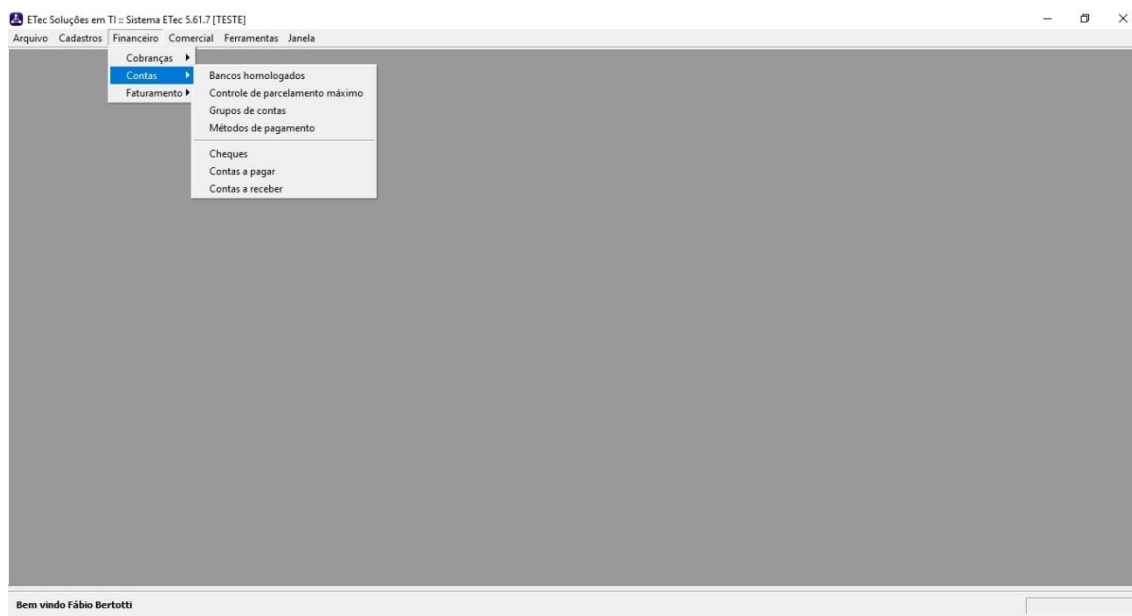 ETec Soluções em TI :: Sistema ETec 5.61.7 [TESTE]
Arquivo Cadastros Financeiro Comercial Ferramentas Janela
Cobranças
Contas
Faturamento
Bancos homologados
Controle de parcelamento máximo
Grupos de contas
Métodos de pagamento
Cheques
Contas a pagar
Contas a receber
Bem vindo Fábio Bertotti